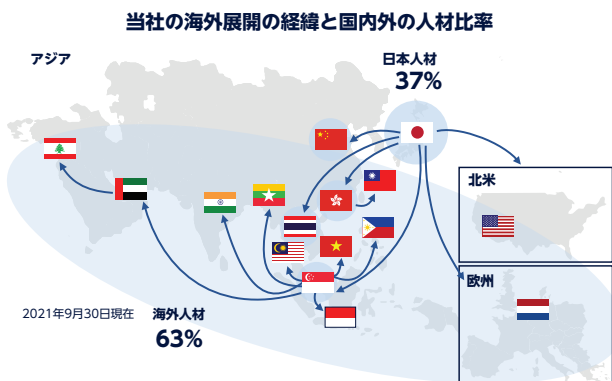 当社の海外展開の経緯と国内外の人材比率
アジア
日本人材
37%
北米
欧州
2021年9月30日現在
海外人材
63%